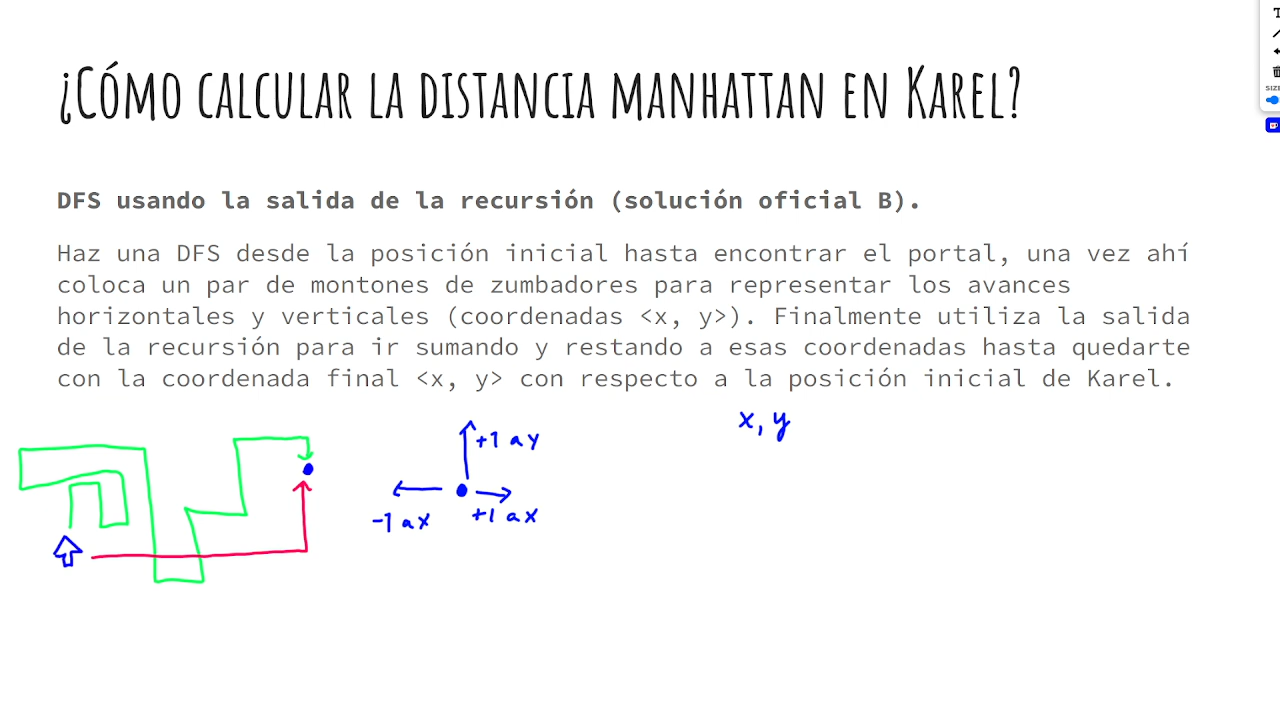 ¿Cómo calcular la distancia manhattan en Karel?
DFS usando la salida de la recursión (solución oficial B).
Haz una DFS desde la posición inicial hasta encontrar el portal, una vez ahí
coloca un par de montones de zumbadores para representar los avances
horizontales y verticales (coordenadas <x, y>). Finalmente utiliza la salida
de la recursión para ir sumando y restando a esas coordenadas hasta quedarte
con la coordenada final <x, y> con respecto a la posición inicial de Karel.
x, y
+1 a y
-1 a x
+1 a x
SIZE